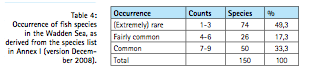 Table 4:
Occurrence of fish species
in the Wadden Sea, as
derived from the species list
in Annex I (version Decem-
ber 2008).
Occurrence Counts Species %
(Extremely) rare 1-3 74 49,3
Fairly common 4-6 26 17,3
Common 7-9 50 33,3
Total 150 100